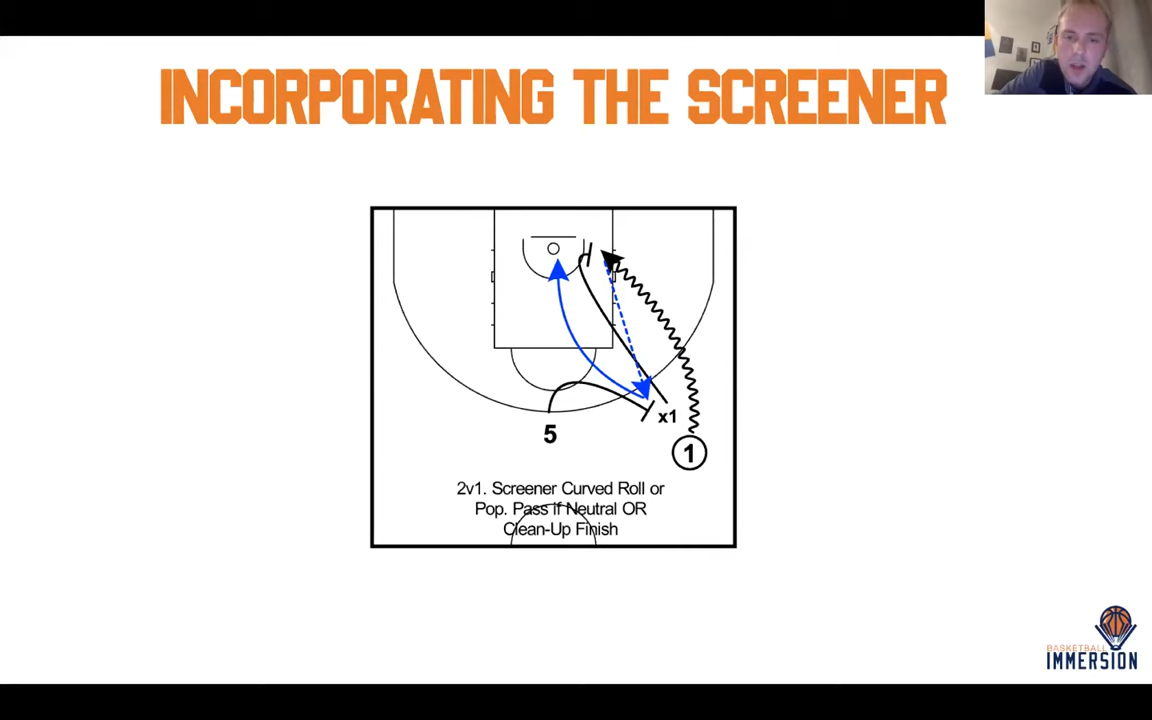 INCORPORATING THE SCREENER
x1
5
1
2v1. Screener Curved Roll or
Pop. Pass if Neutral OR
Clean-Up Finish
BASKETBALL
IMMERSION